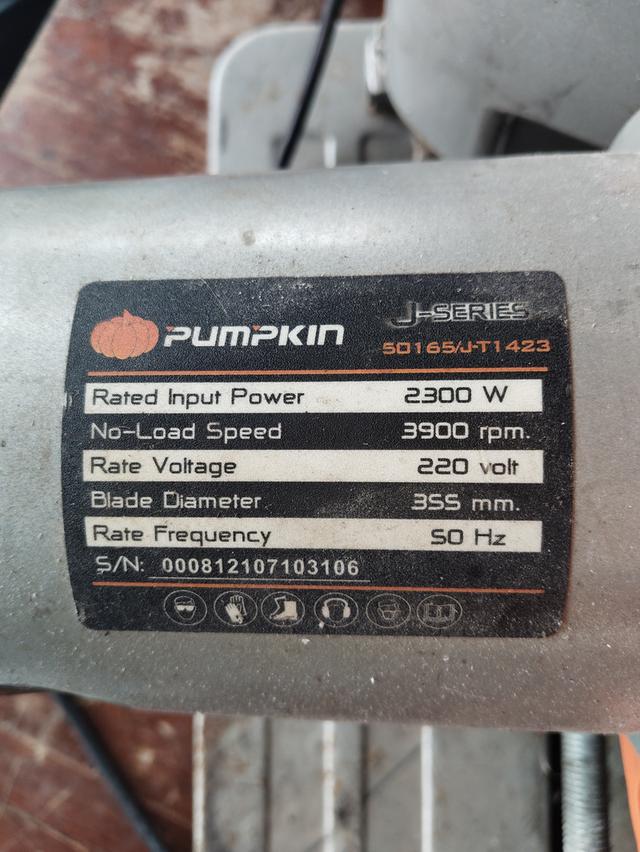 PUMPKIN
J-SERIES
50165/J-T1423
Rated Input Power 2300 W
No-Load Speed 3900 rpm.
Rate Voltage 220 volt
Blade Diameter 355 mm.
Rate Frequency 50 Hz
S/N: 000812107103106